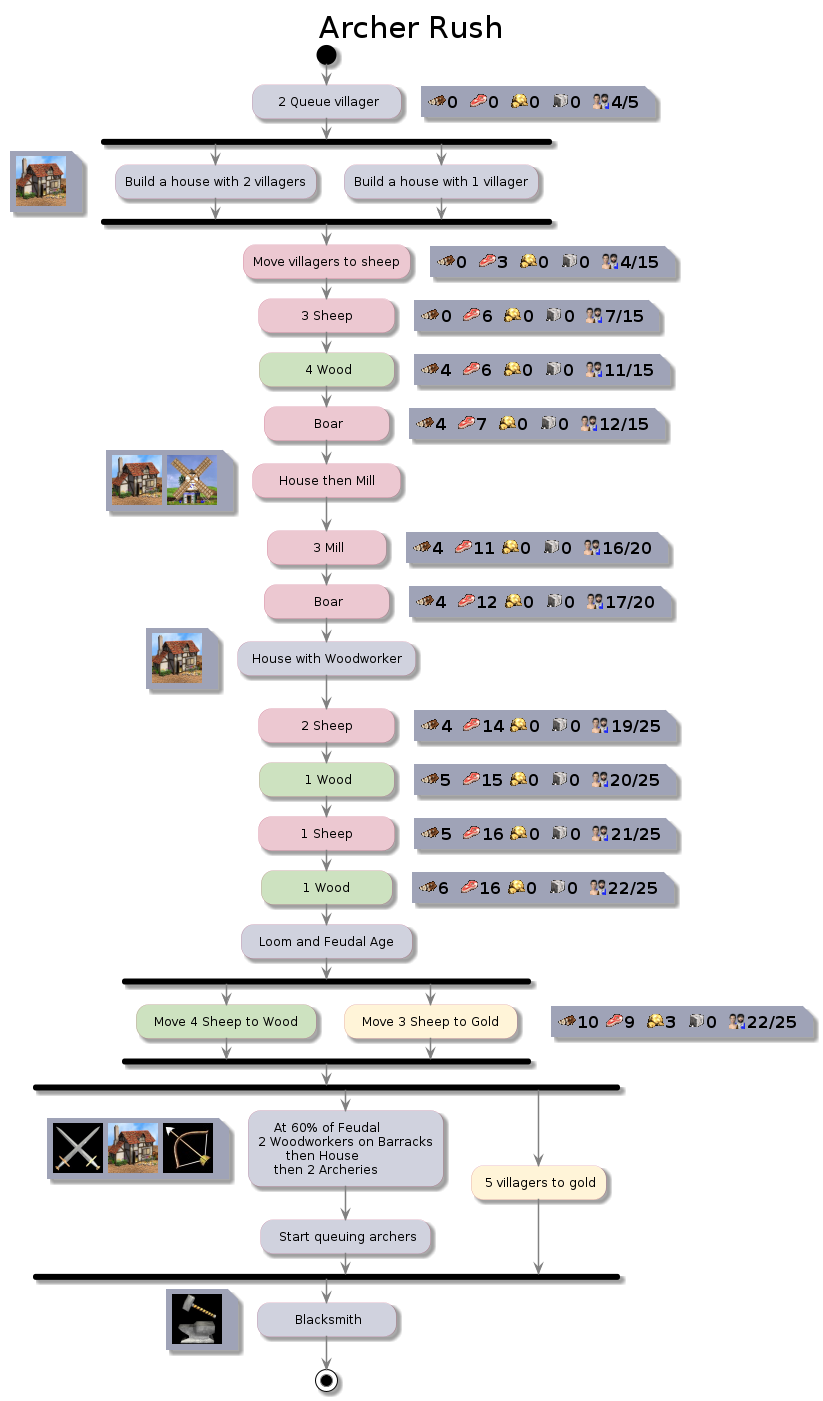 Archer Rush
2 Queue villager
0 0 0 0 4/5
Build a house with 2 villagers
Build a house with 1 villager
Move villagers to sheep
0 3 0 0 4/15
3 Sheep
0 6 0 0 7/15
4 Wood
4 6 0 0 11/15
Boar
4 7 0 0 12/15
House then Mill
3 Mill
4 11 0 0 16/20
Boar
4 12 0 0 17/20
House with Woodworker
2 Sheep
4 14 0 0 19/25
1 Wood
5 15 0 0 20/25
1 Sheep
5 16 0 0 21/25
1 Wood
6 16 0 0 22/25
Loom and Feudal Age
Move 4 Sheep to Wood
Move 3 Sheep to Gold
10 9 3 0 22/25
At 60% of Feudal
2 Woodworkers on Barracks
then House
then 2 Archeries
5 villagers to gold
Start queuing archers
Blacksmith